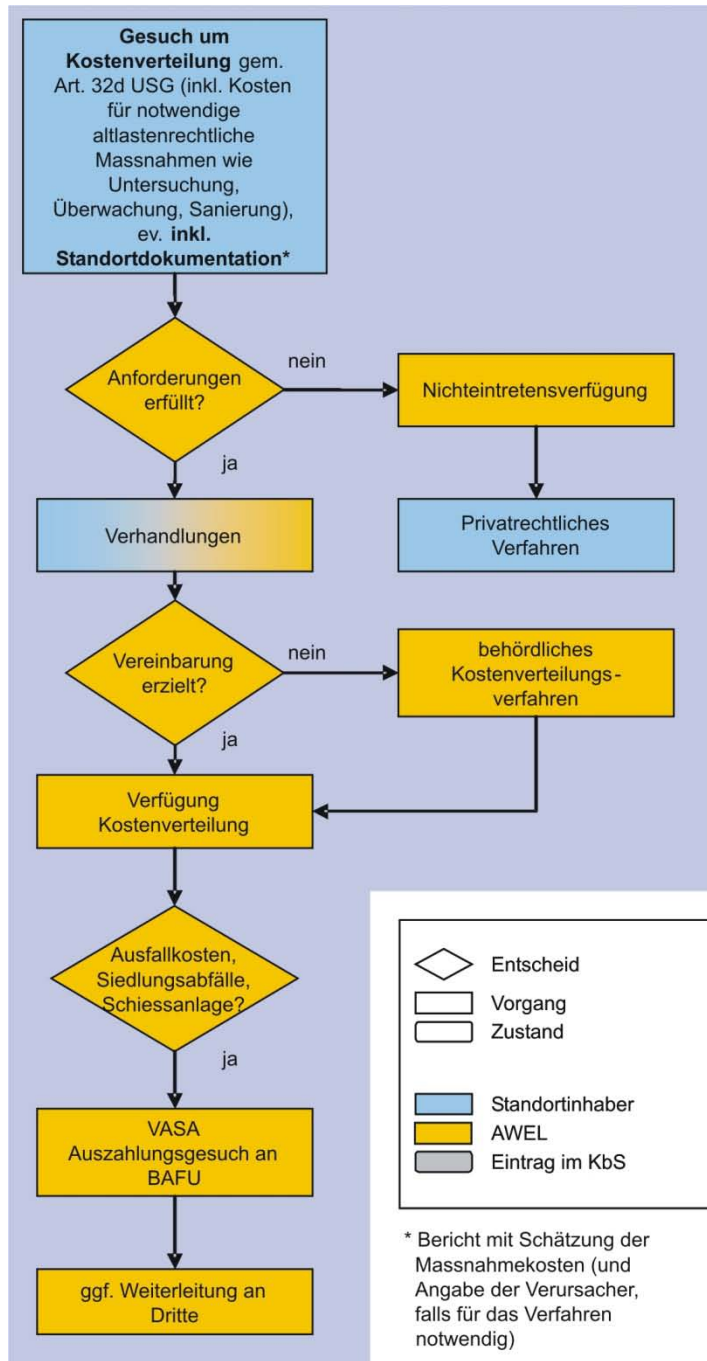 Gesuch um
Kostenverteilung gem.
Art. 32d USG (inkl. Kosten
für notwendige
altlastenrechtliche
Massnahmen wie
Untersuchung,
Überwachung, Sanierung),
ev. inkl.
Standortdokumentation*
Anforderungen
erfüllt?
nein
Nichteintretensverfügung
ja
Verhandlungen
Privatrechtliches
Verfahren
Vereinbarung
erzielt?
nein
behördliches
Kostenverteilungs-
verfahren
ja
Verfügung
Kostenverteilung
Ausfallkosten,
Siedlungsabfälle,
Schiessanlage?
ja
VASA
Auszahlungsgesuch an
BAFU
ggf. Weiterleitung an
Dritte
Entscheid
Vorgang
Zustand
Standortinhaber
AWEL
Eintrag im KbS
* Bericht mit Schätzung der
Massnahmekosten (und
Angabe der Verursacher,
falls für das Verfahren
notwendig)